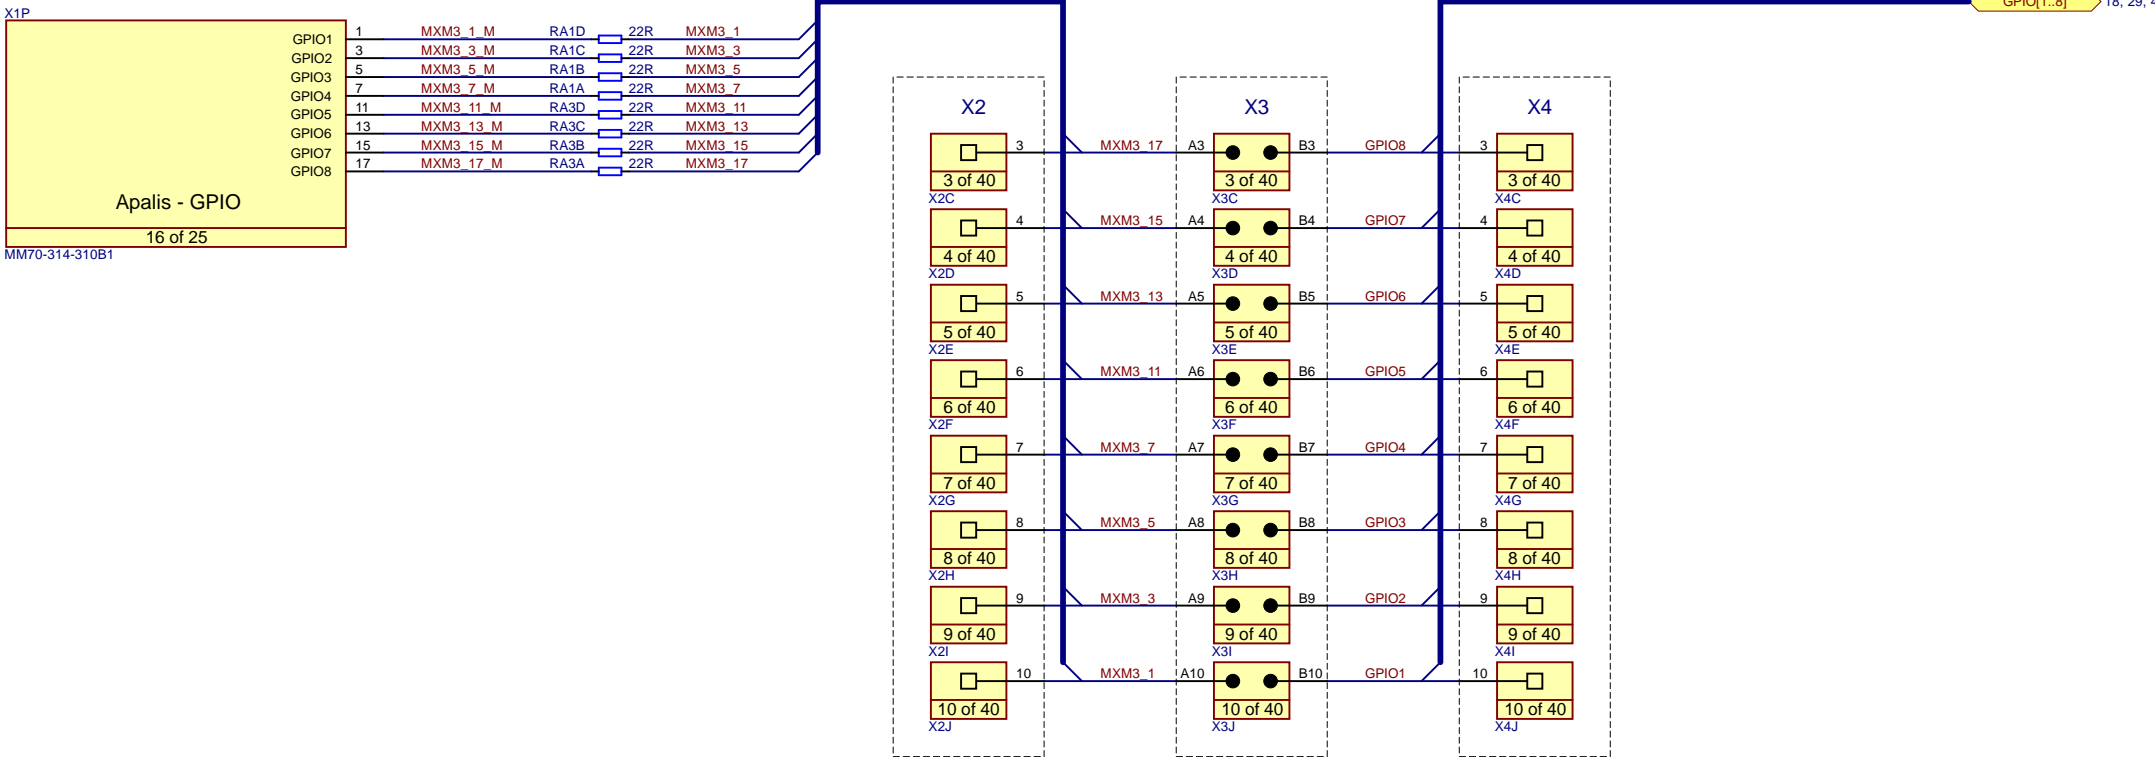 X1P
GPIO1 1 MXM3_1_M RA1D 22R MXM3_1
GPIO2 3 MXM3_3_M RA1C 22R MXM3_3
GPIO3 5 MXM3_5_M RA1B 22R MXM3_5
GPIO4 7 MXM3_7_M RA1A 22R MXM3_7
GPIO5 11 MXM3_11_M RA3D 22R MXM3_11
GPIO6 13 MXM3_13_M RA3C 22R MXM3_13
GPIO7 15 MXM3_15_M RA3B 22R MXM3_15
GPIO8 17 MXM3_17_M RA3A 22R MXM3_17
Apalis - GPIO
16 of 25
MM70-314-310B1
GPIO[1..8] 18, 29,
X2 X3 X4
3 MXM3_17 A3 B3 GPIO8 3
3 of 40 3 of 40 3 of 40
X2C X3C X4C
4 MXM3_15 A4 B4 GPIO7 4
4 of 40 4 of 40 4 of 40
X2D X3D X4D
5 MXM3_13 A5 B5 GPIO6 5
5 of 40 5 of 40 5 of 40
X2E X3E X4E
6 MXM3_11 A6 B6 GPIO5 6
6 of 40 6 of 40 6 of 40
X2F X3F X4F
7 MXM3_7 A7 B7 GPIO4 7
7 of 40 7 of 40 7 of 40
X2G X3G X4G
8 MXM3_5 A8 B8 GPIO3 8
8 of 40 8 of 40 8 of 40
X2H X3H X4H
9 MXM3_3 A9 B9 GPIO2 9
9 of 40 9 of 40 9 of 40
X2I X3I X4I
10 MXM3_1 A10 B10 GPIO1 10
10 of 40 10 of 40 10 of 40
X2J X3J X4J